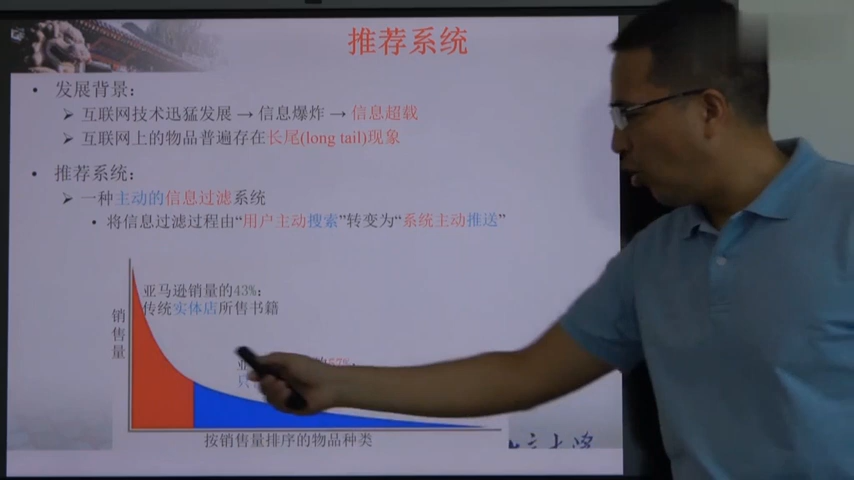 推荐系统
• 发展背景：
➢ 互联网技术迅猛发展 → 信息爆炸 → 信息超载
➢ 互联网上的物品普遍存在长尾(long tail)现象
• 推荐系统：
➢ 一种主动的信息过滤系统
• 将信息过滤过程由“用户主动搜索”转变为“系统主动推送”
亚马逊销量的43%：
传统实体店所售书籍
销售量
57%：
按销售量排序的物品种类